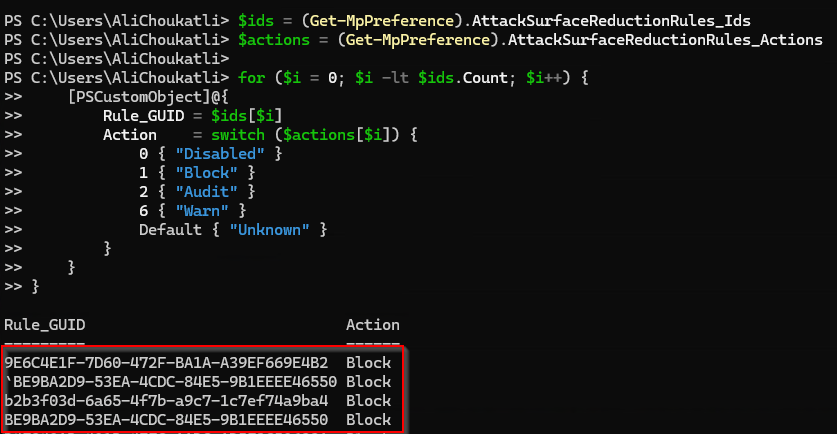 PS C:\Users\AliChoukatli> $ids = (Get-MpPreference).AttackSurfaceReductionRules_Ids
PS C:\Users\AliChoukatli> $actions = (Get-MpPreference).AttackSurfaceReductionRules_Actions
PS C:\Users\AliChoukatli>
PS C:\Users\AliChoukatli> for ($i = 0; $i -lt $ids.Count; $i++) {
>>     [PSCustomObject]@{
>>         Rule_GUID = $ids[$i]
>>         Action    = switch ($actions[$i]) {
>>             0 { "Disabled" }
>>             1 { "Block" }
>>             2 { "Audit" }
>>             6 { "Warn" }
>>             Default { "Unknown" }
>>         }
>>     }
>> }
Rule_GUID                            Action
---------                            ------
9E6C4E1F-7D60-472F-BA1A-A39EF669E4B2  Block
`BE9BA2D9-53EA-4CDC-84E5-9B1EEEE46550 Block
b2b3f03d-6a65-4f7b-a9c7-1c7ef74a9ba4  Block
BE9BA2D9-53EA-4CDC-84E5-9B1EEEE46550  Block